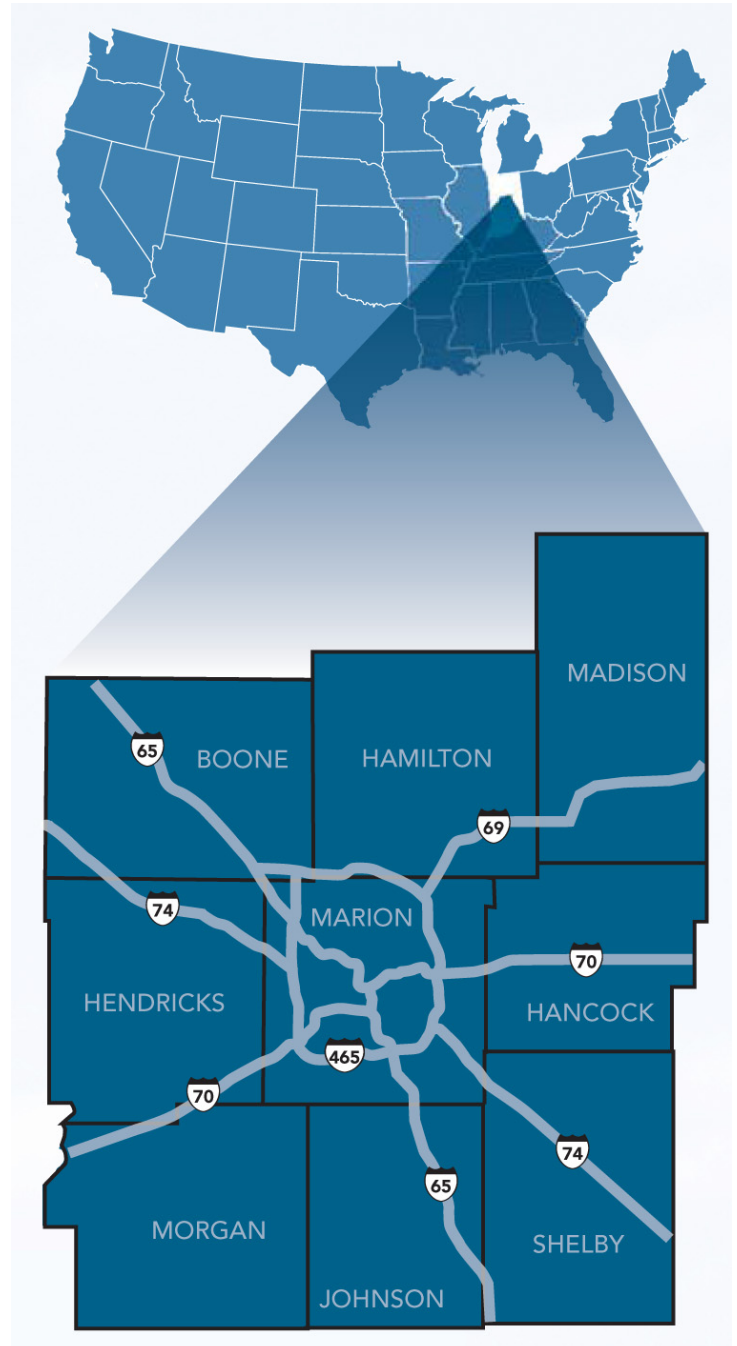 MADISON
65
BOONE
HAMILTON
69
74
MARION
70
HENDRICKS
HANCOCK
465
70
74
65
MORGAN
SHELBY
JOHNSON